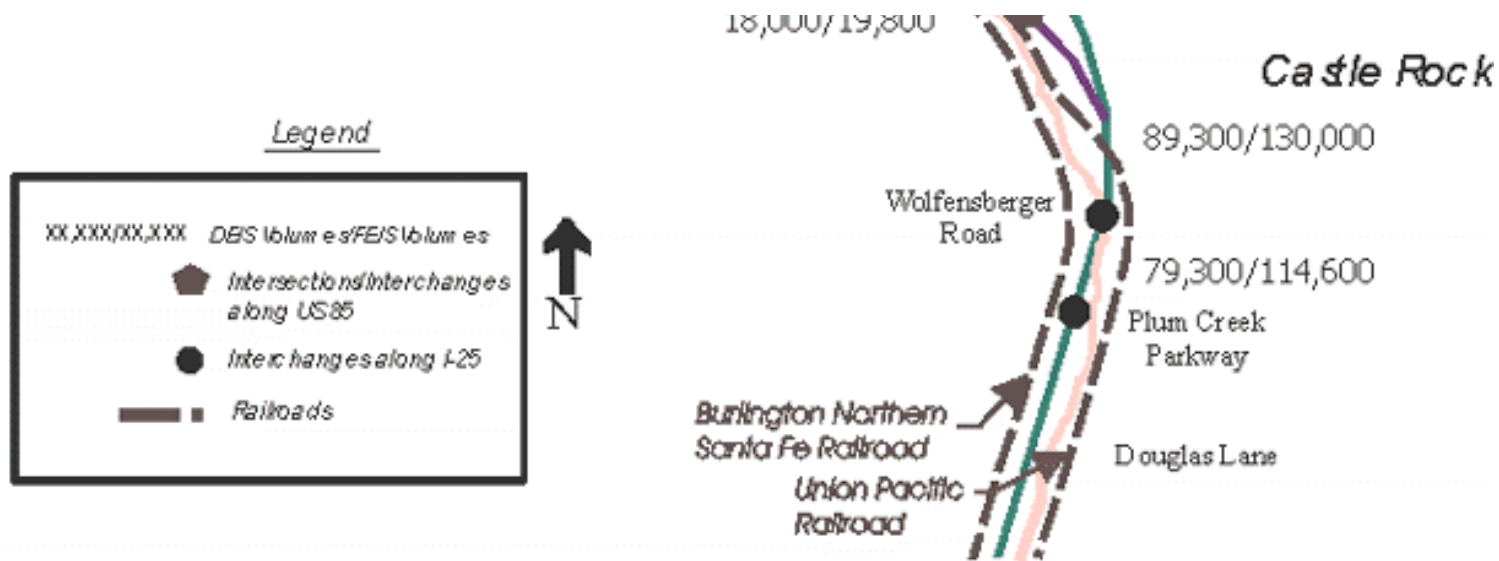 18,000/19,800
Castle Rock
89,300/130,000
Legend
Wolfensberger
Road
XX,XXX/XX,XXX DEIS Volumes/FEIS Volumes
79,300/114,600
Intersections/Interchanges
along US85
N
Plum Creek
Parkway
Interchanges along I-25
Railroads
Burlington Northern
Santa Fe Railroad
Douglas Lane
Union Pacific
Railroad